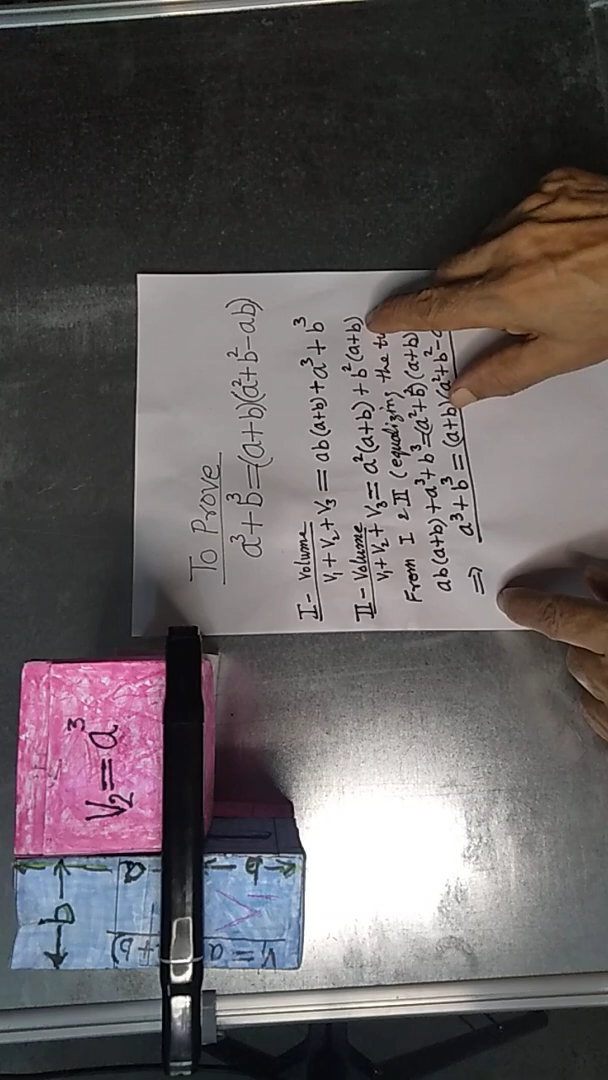 To Prove
a³+b³=(a+b)(a²+b²-ab)
I - Volume
V₁+V₂+V₃ = ab(a+b)+a³+b³
II - Volume
V₁+V₂+V₃ = a²(a+b)+b²(a+b)
From I & II (equalizing the
ab(a+b)+a³+b³=(a²+b²)(a+b)
⇒ a³+b³ = (a+b)(a²+b²-
V₂=a³
b
a
b
V₁